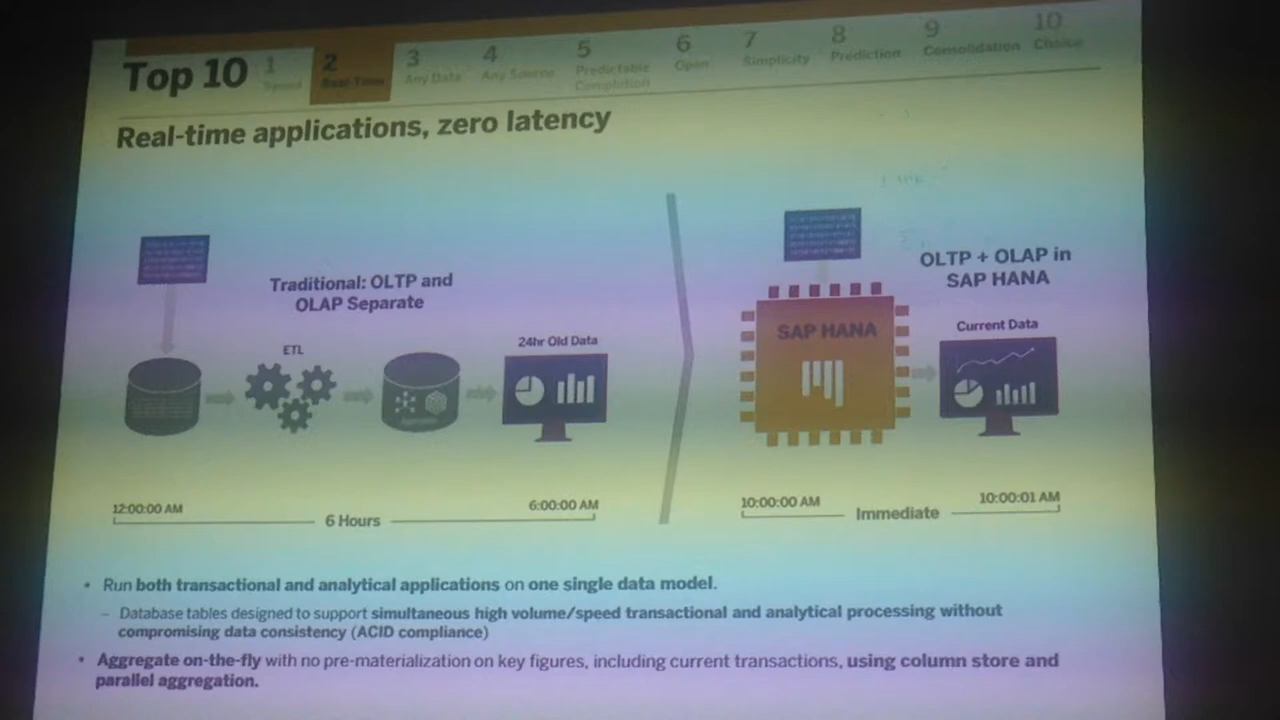 Top 10
1
Speed
2
Real-Time
3
Any Data
4
Any Source
5
Predictable
Completion
6
Open
7
Simplicity
8
Prediction
9
Consolidation
10
Choice
Real-time applications, zero latency
Traditional: OLTP and
OLAP Separate
ETL
24hr Old Data
12:00:00 AM
6:00:00 AM
6 Hours
OLTP + OLAP in
SAP HANA
SAP HANA
Current Data
10:00:00 AM
10:00:01 AM
Immediate
• Run both transactional and analytical applications on one single data model.
– Database tables designed to support simultaneous high volume/speed transactional and analytical processing without
compromising data consistency (ACID compliance)
• Aggregate on-the-fly with no pre-materialization on key figures, including current transactions, using column store and
parallel aggregation.